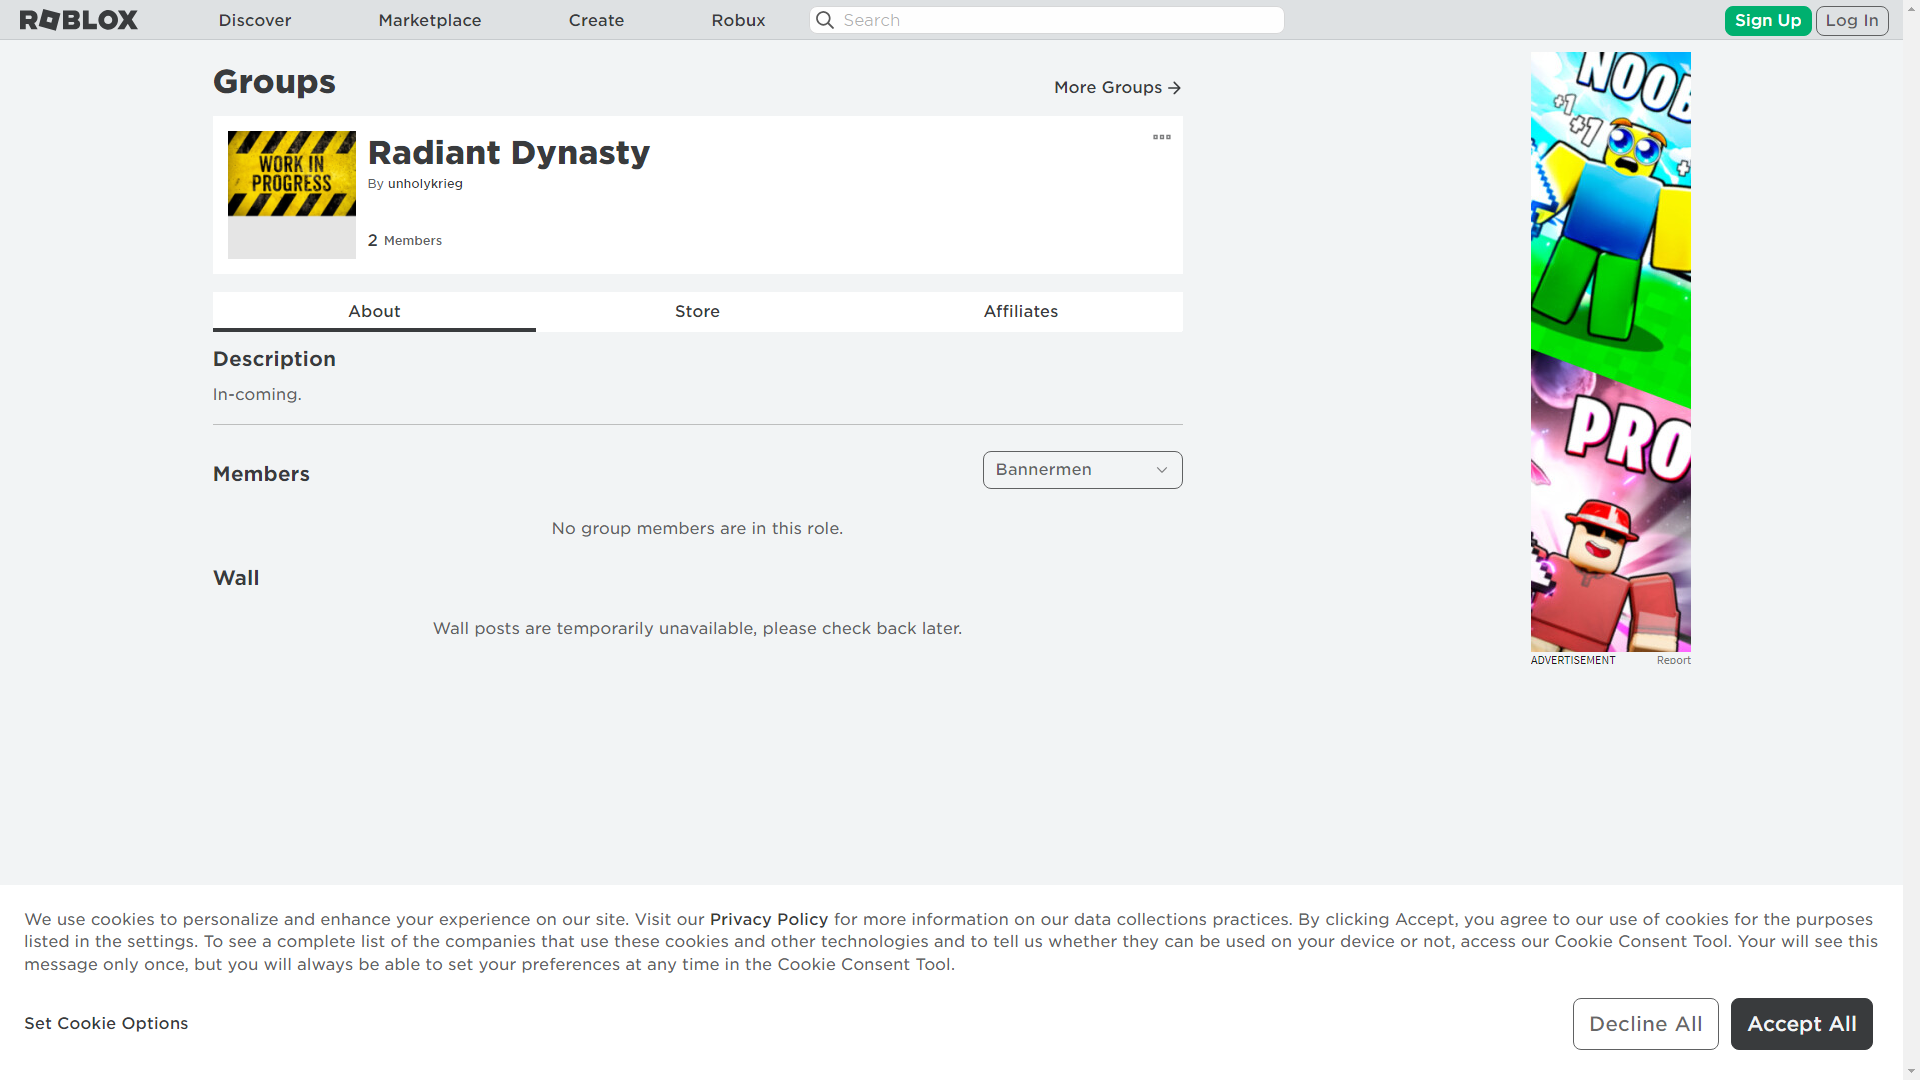 ROBLOX
Discover
Marketplace
Create
Robux
Search
Sign Up
Log In
Groups
More Groups
WORK IN
PROGRESS
Radiant Dynasty
By unholykrieg
2 Members
About
Store
Affiliates
Description
In-coming.
Members
Bannermen
No group members are in this role.
Wall
Wall posts are temporarily unavailable, please check back later.
NOOB
+1
+1
+
PRO
ADVERTISEMENT
Report
We use cookies to personalize and enhance your experience on our site. Visit our Privacy Policy for more information on our data collections practices. By clicking Accept, you agree to our use of cookies for the purposes
listed in the settings. To see a complete list of the companies that use these cookies and other technologies and to tell us whether they can be used on your device or not, access our Cookie Consent Tool. Your will see this
message only once, but you will always be able to set your preferences at any time in the Cookie Consent Tool.
Set Cookie Options
Decline All
Accept All